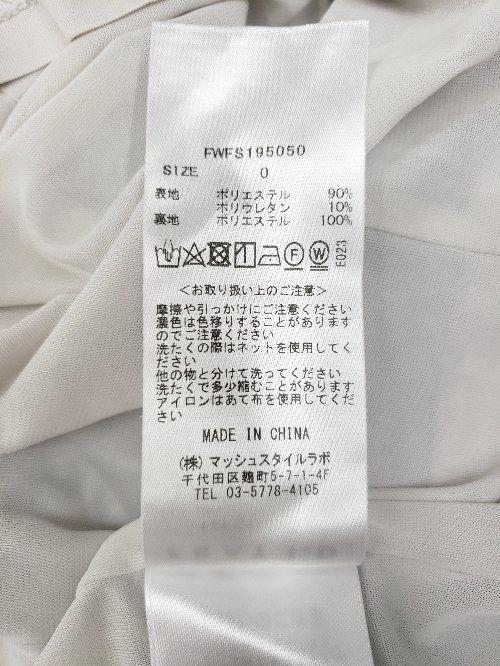 FWFS195050
SIZE 0
表地 ポリエステル 90%
ポリウレタン 10%
裏地 ポリエステル 100%
F W
E023
<お取り扱い上のご注意>
摩擦や引っかけにご注意ください
濃色は色移りすることがあります
のでご注意ください
洗たくの際はネットを使用してく
ださい
他の物と分けて洗ってください
洗たくで多少縮むことがあります
アイロンはあて布を使用してくだ
さい
MADE IN CHINA
(株)マッシュスタイルラボ
千代田区麹町5-7-1-4F
TEL 03-5778-4105